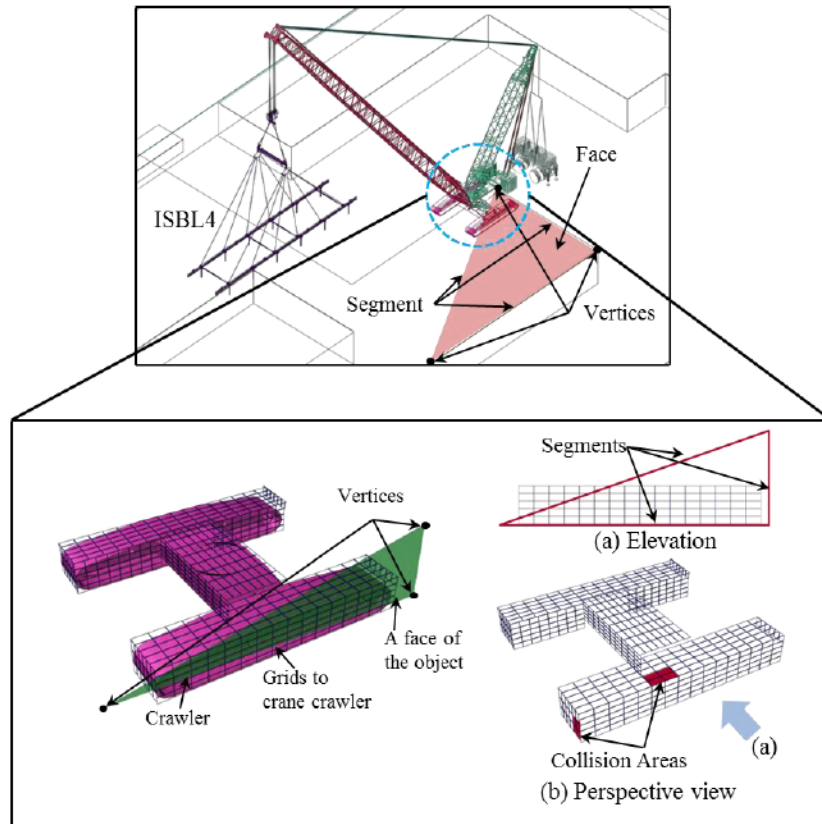 Face
ISBL4
Segment
Vertices
Segments
Vertices
(a) Elevation
A face of
the object
Grids to
crane crawler
Crawler
Collision Areas
(a)
(b) Perspective view